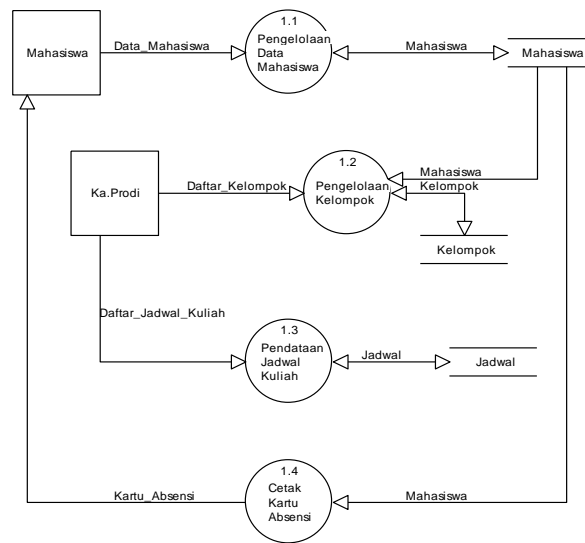 1.1
Mahasiswa
Data_Mahasiswa
Pengelolaan
Data
Mahasiswa
Mahasiswa
Mahasiswa
1.2
Ka.Prodi
Daftar_Kelompok
Pengelolaan
Kelompok
Mahasiswa
Kelompok
Kelompok
Daftar_Jadwal_Kuliah
1.3
Pendataan
Jadwal
Kuliah
Jadwal
Jadwal
1.4
Cetak
Kartu
Absensi
Kartu_Absensi
Mahasiswa